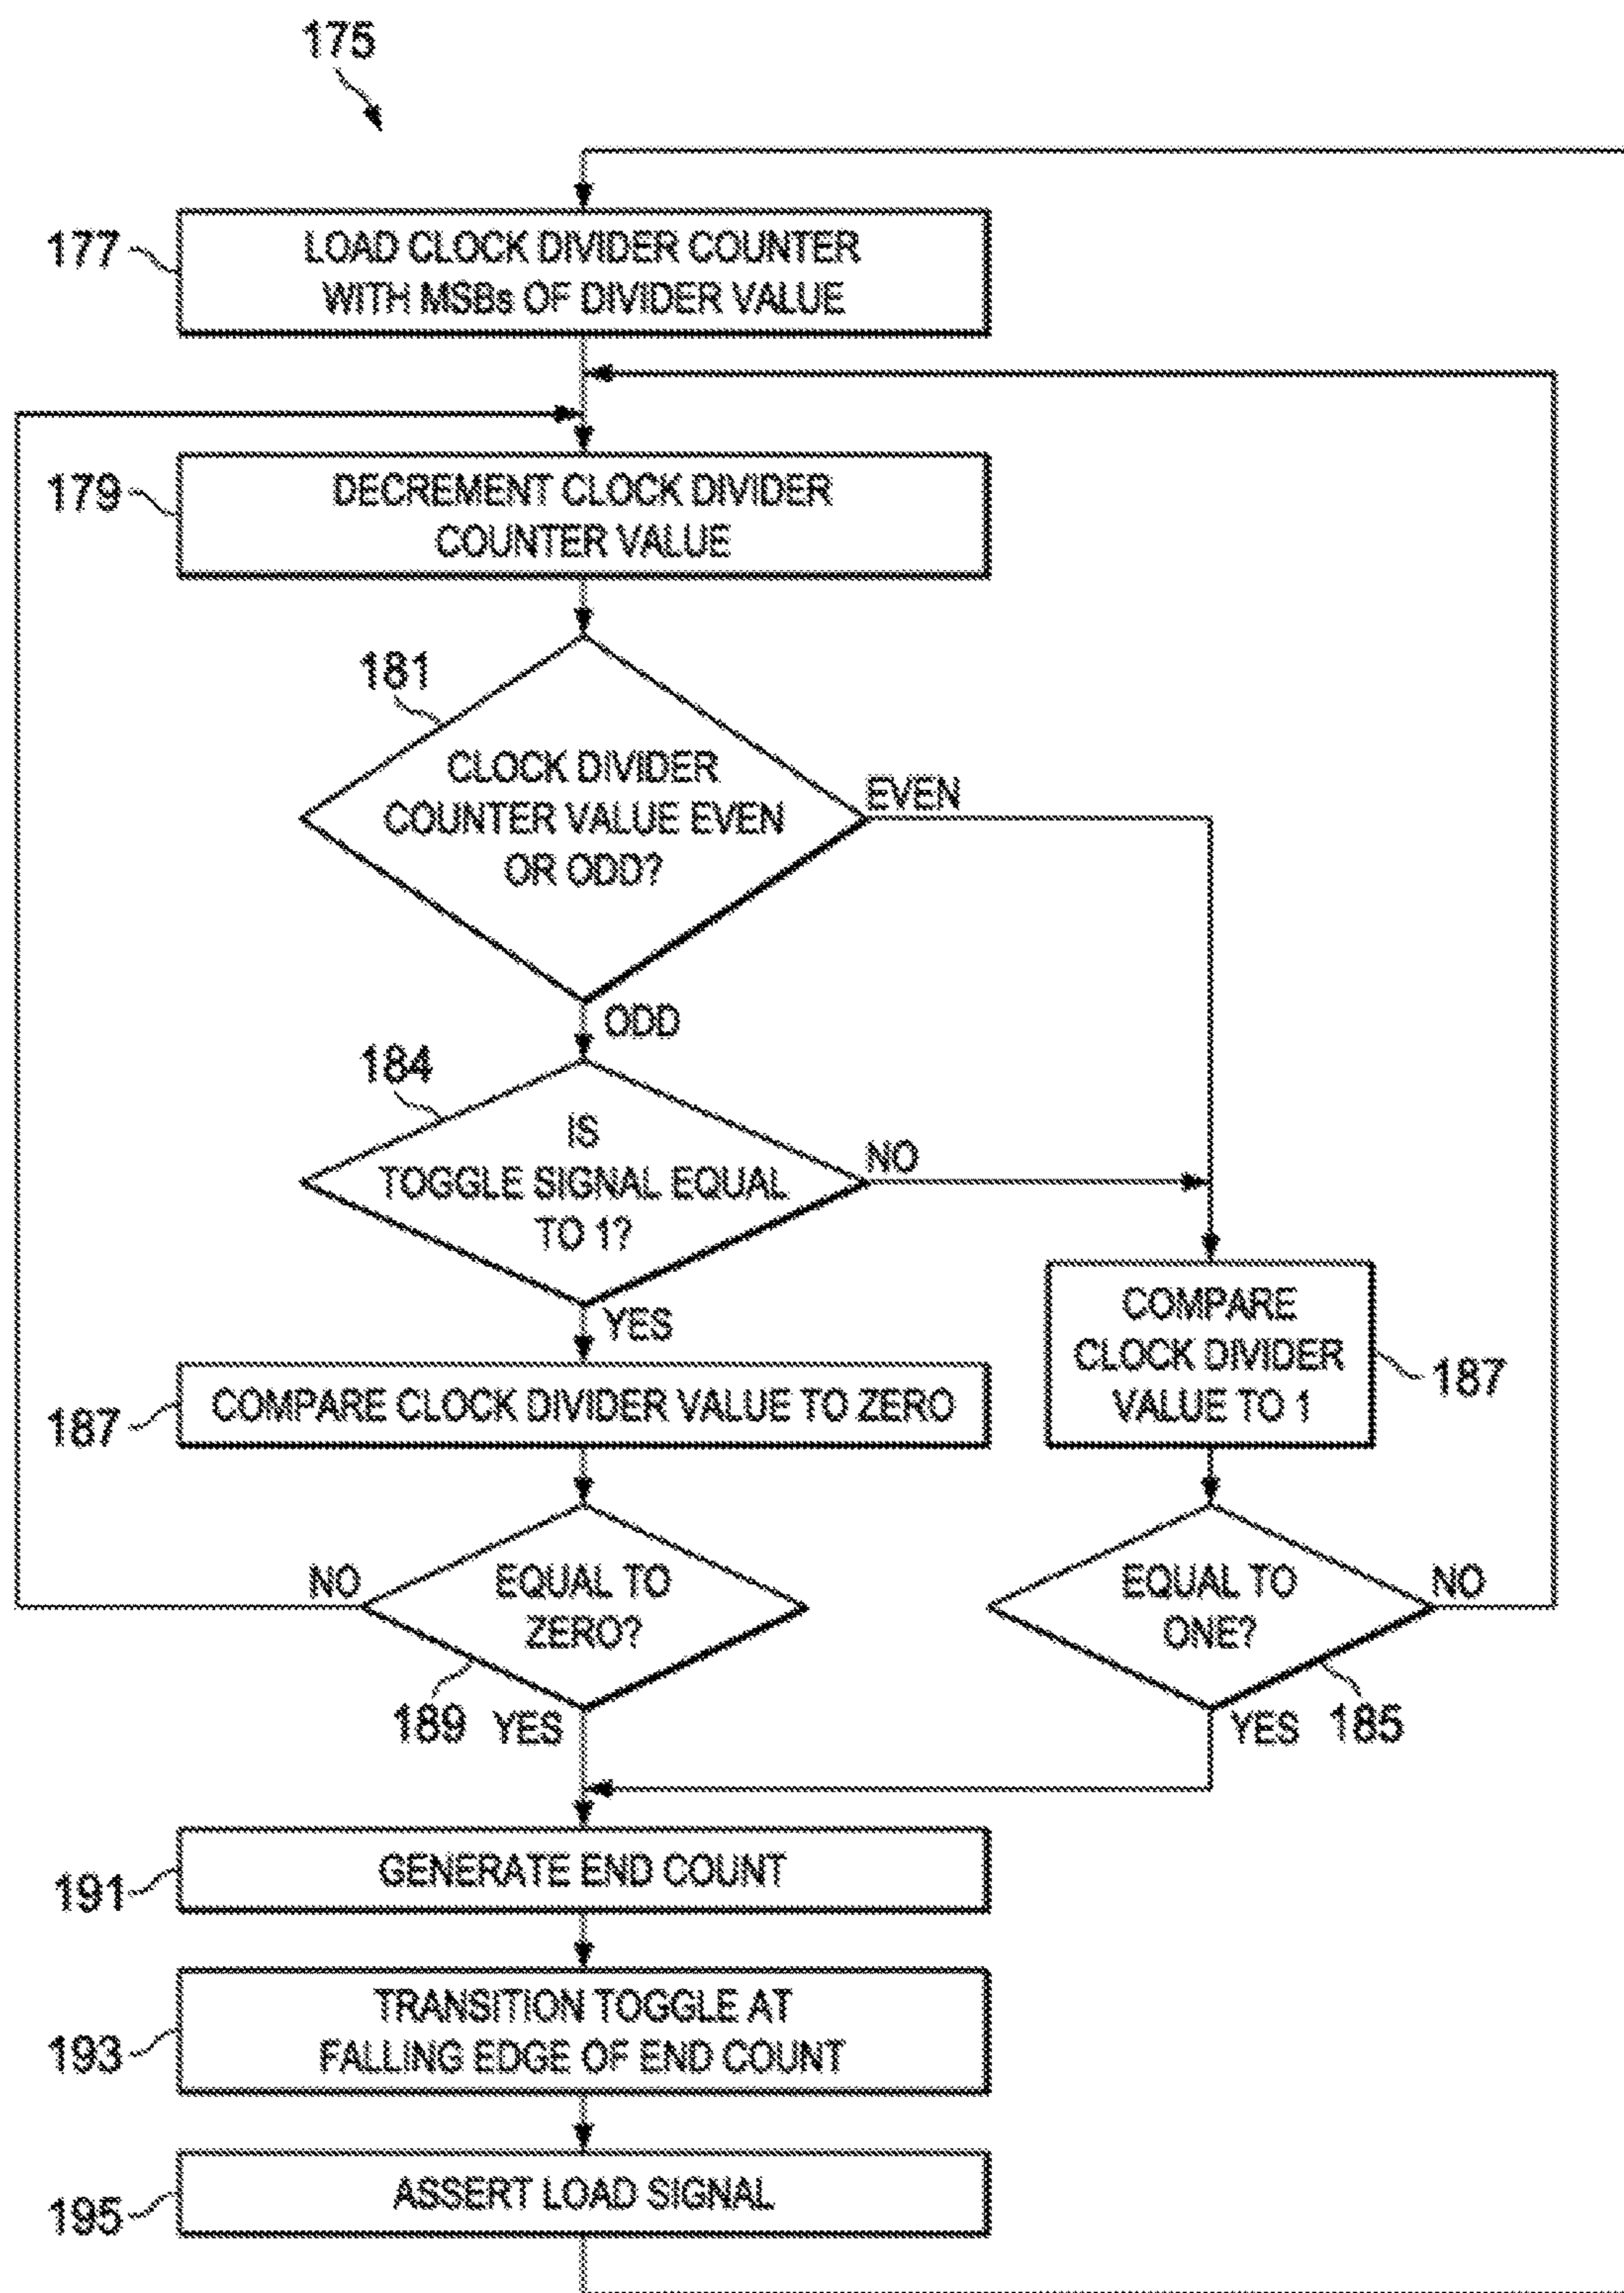 175
177
LOAD CLOCK DIVIDER COUNTER
WITH MSBs OF DIVIDER VALUE
179
DECREMENT CLOCK DIVIDER
COUNTER VALUE
181
CLOCK DIVIDER
COUNTER VALUE EVEN
OR ODD?
EVEN
ODD
184
IS
TOGGLE SIGNAL EQUAL
TO 1?
NO
YES
COMPARE
CLOCK DIVIDER
VALUE TO 1
187
187
COMPARE CLOCK DIVIDER VALUE TO ZERO
NO
EQUAL TO
ZERO?
189
YES
EQUAL TO
ONE?
NO
YES
185
191
GENERATE END COUNT
193
TRANSITION TOGGLE AT
FALLING EDGE OF END COUNT
195
ASSERT LOAD SIGNAL